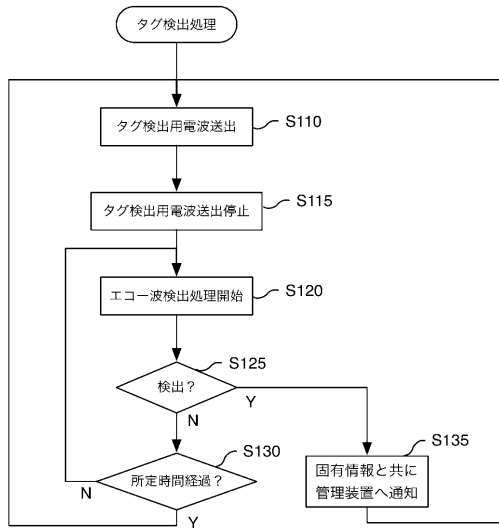 タグ検出処理
タグ検出用電波送出
S110
タグ検出用電波送出停止
S115
エコー波検出処理開始
S120
検出？
S125
Y
N
所定時間経過？
S130
N
Y
固有情報と共に
管理装置へ通知
S135